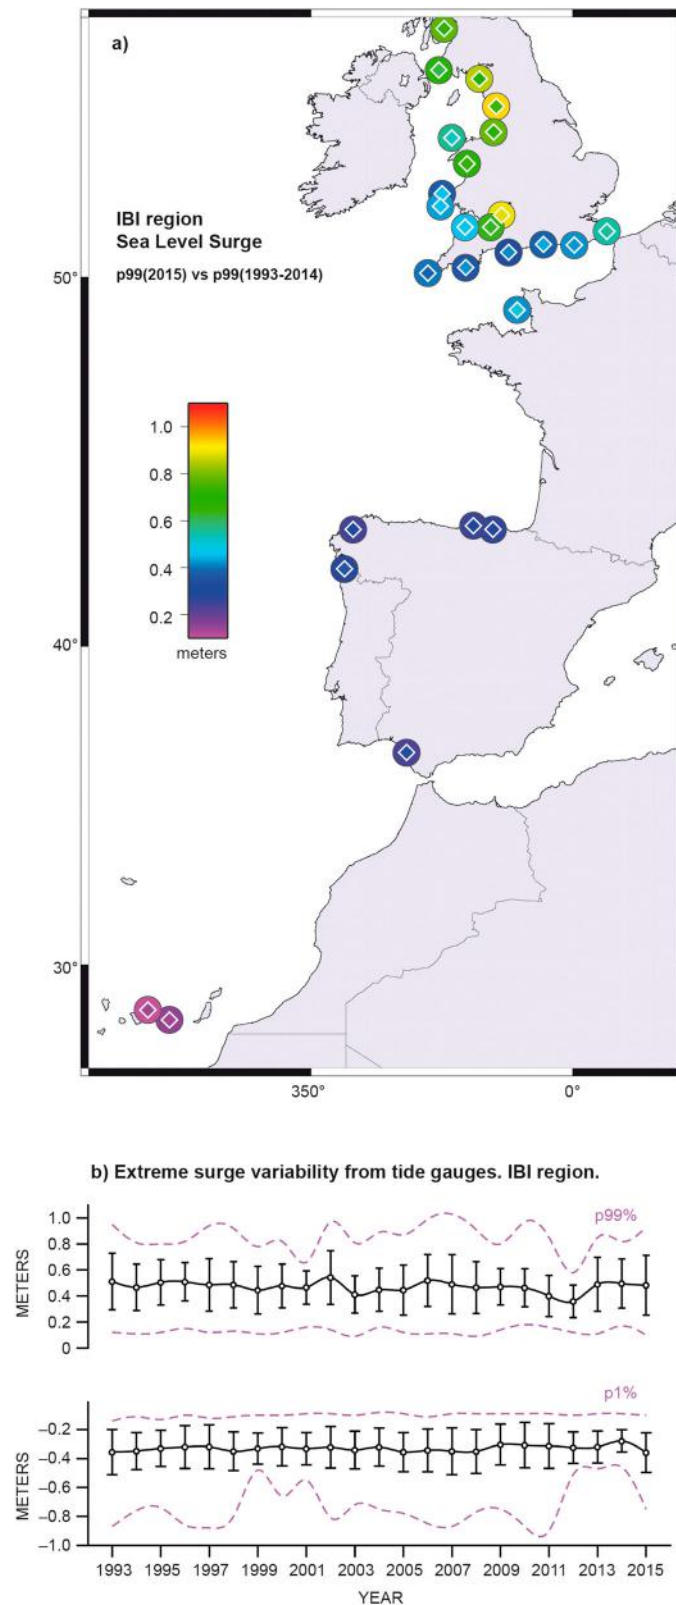 a)
IBI region
Sea Level Surge
p99(2015) vs p99(1993-2014)
50°
1.0
0.8
0.6
0.4
0.2
meters
40°
30°
350° 0°
b) Extreme surge variability from tide gauges. IBI region.
p99%
METERS
1.0
0.8
0.6
0.4
0.2
0
p1%
METERS
−0.2
−0.4
−0.6
−0.8
−1.0
1993 1995 1997 1999 2001 2003 2005 2007 2009 2011 2013 2015
YEAR